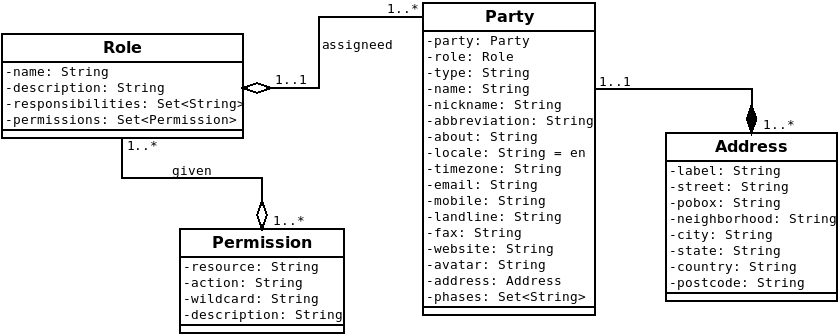 Role
-name: String
-description: String
-responsibilities: Set<String>
-permissions: Set<Permission>
1..*
assigneed
1..1
Party
-party: Party
-role: Role
-type: String
-name: String
-nickname: String
-abbreviation: String
-about: String
-locale: String = en
-timezone: String
-email: String
-mobile: String
-landline: String
-fax: String
-website: String
-avatar: String
-address: Address
-phases: Set<String>
1..1
1..*
Address
-label: String
-street: String
-pobox: String
-neighborhood: String
-city: String
-state: String
-country: String
-postcode: String
1..*
given
1..*
Permission
-resource: String
-action: String
-wildcard: String
-description: String